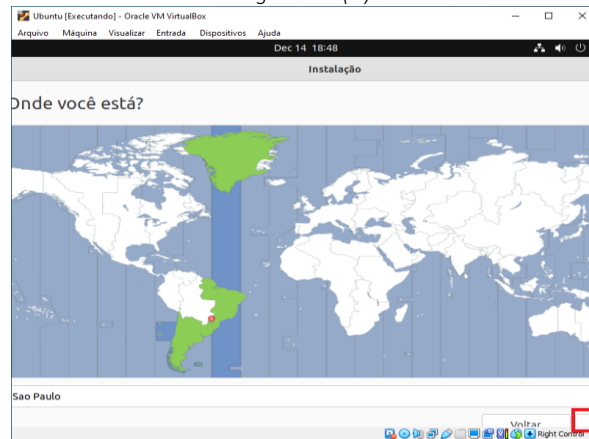 Ubuntu [Executando] - Oracle VM VirtualBox
Arquivo Máquina Visualizar Entrada Dispositivos Ajuda
Dec 14 18:48
Instalação
Onde você está?
Sao Paulo
Voltar
Right Control